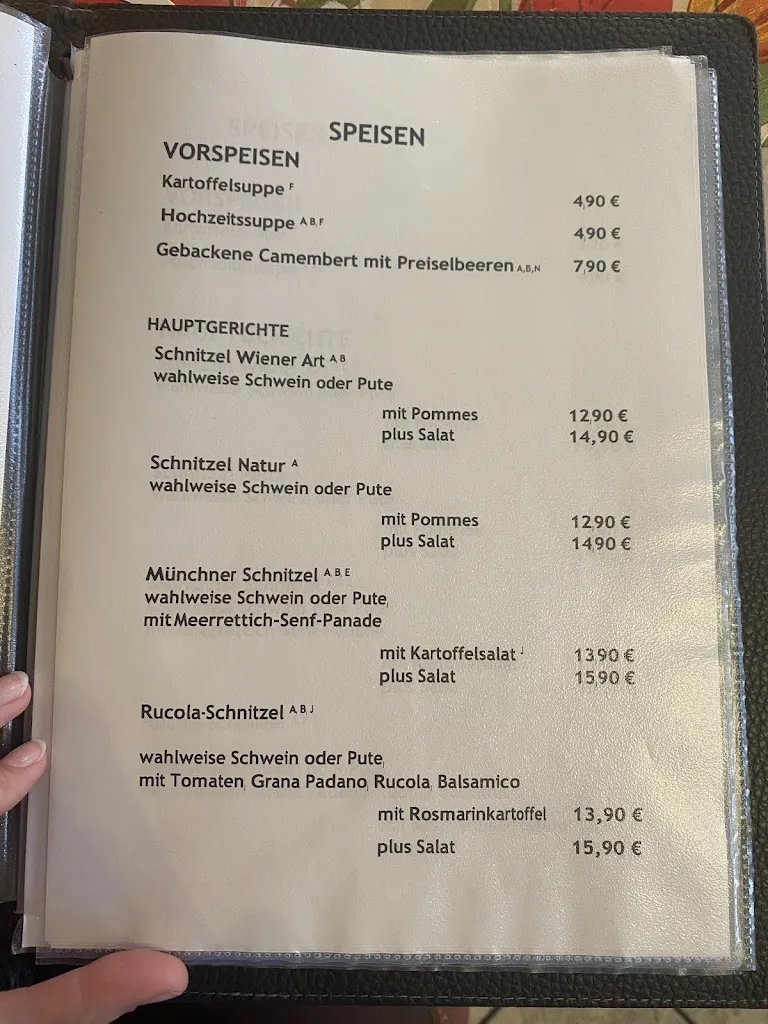 SPEISEN
VORSPEISEN
Kartoffelsuppe F 4,90 €
Hochzeitssuppe A,B,F 4,90 €
Gebackene Camembert mit Preiselbeeren A,B,N 7,90 €
HAUPTGERICHTE
Schnitzel Wiener Art A B
wahlweise Schwein oder Pute
mit Pommes 12,90 €
plus Salat 14,90 €
Schnitzel Natur A
wahlweise Schwein oder Pute
mit Pommes 12,90 €
plus Salat 14,90 €
Münchner Schnitzel A,B,E
wahlweise Schwein oder Pute,
mit Meerrettich-Senf-Panade
mit Kartoffelsalat J 13,90 €
plus Salat 15,90 €
Rucola-Schnitzel A,B,J
wahlweise Schwein oder Pute,
mit Tomaten, Grana Padano, Rucola, Balsamico
mit Rosmarinkartoffel 13,90 €
plus Salat 15,90 €